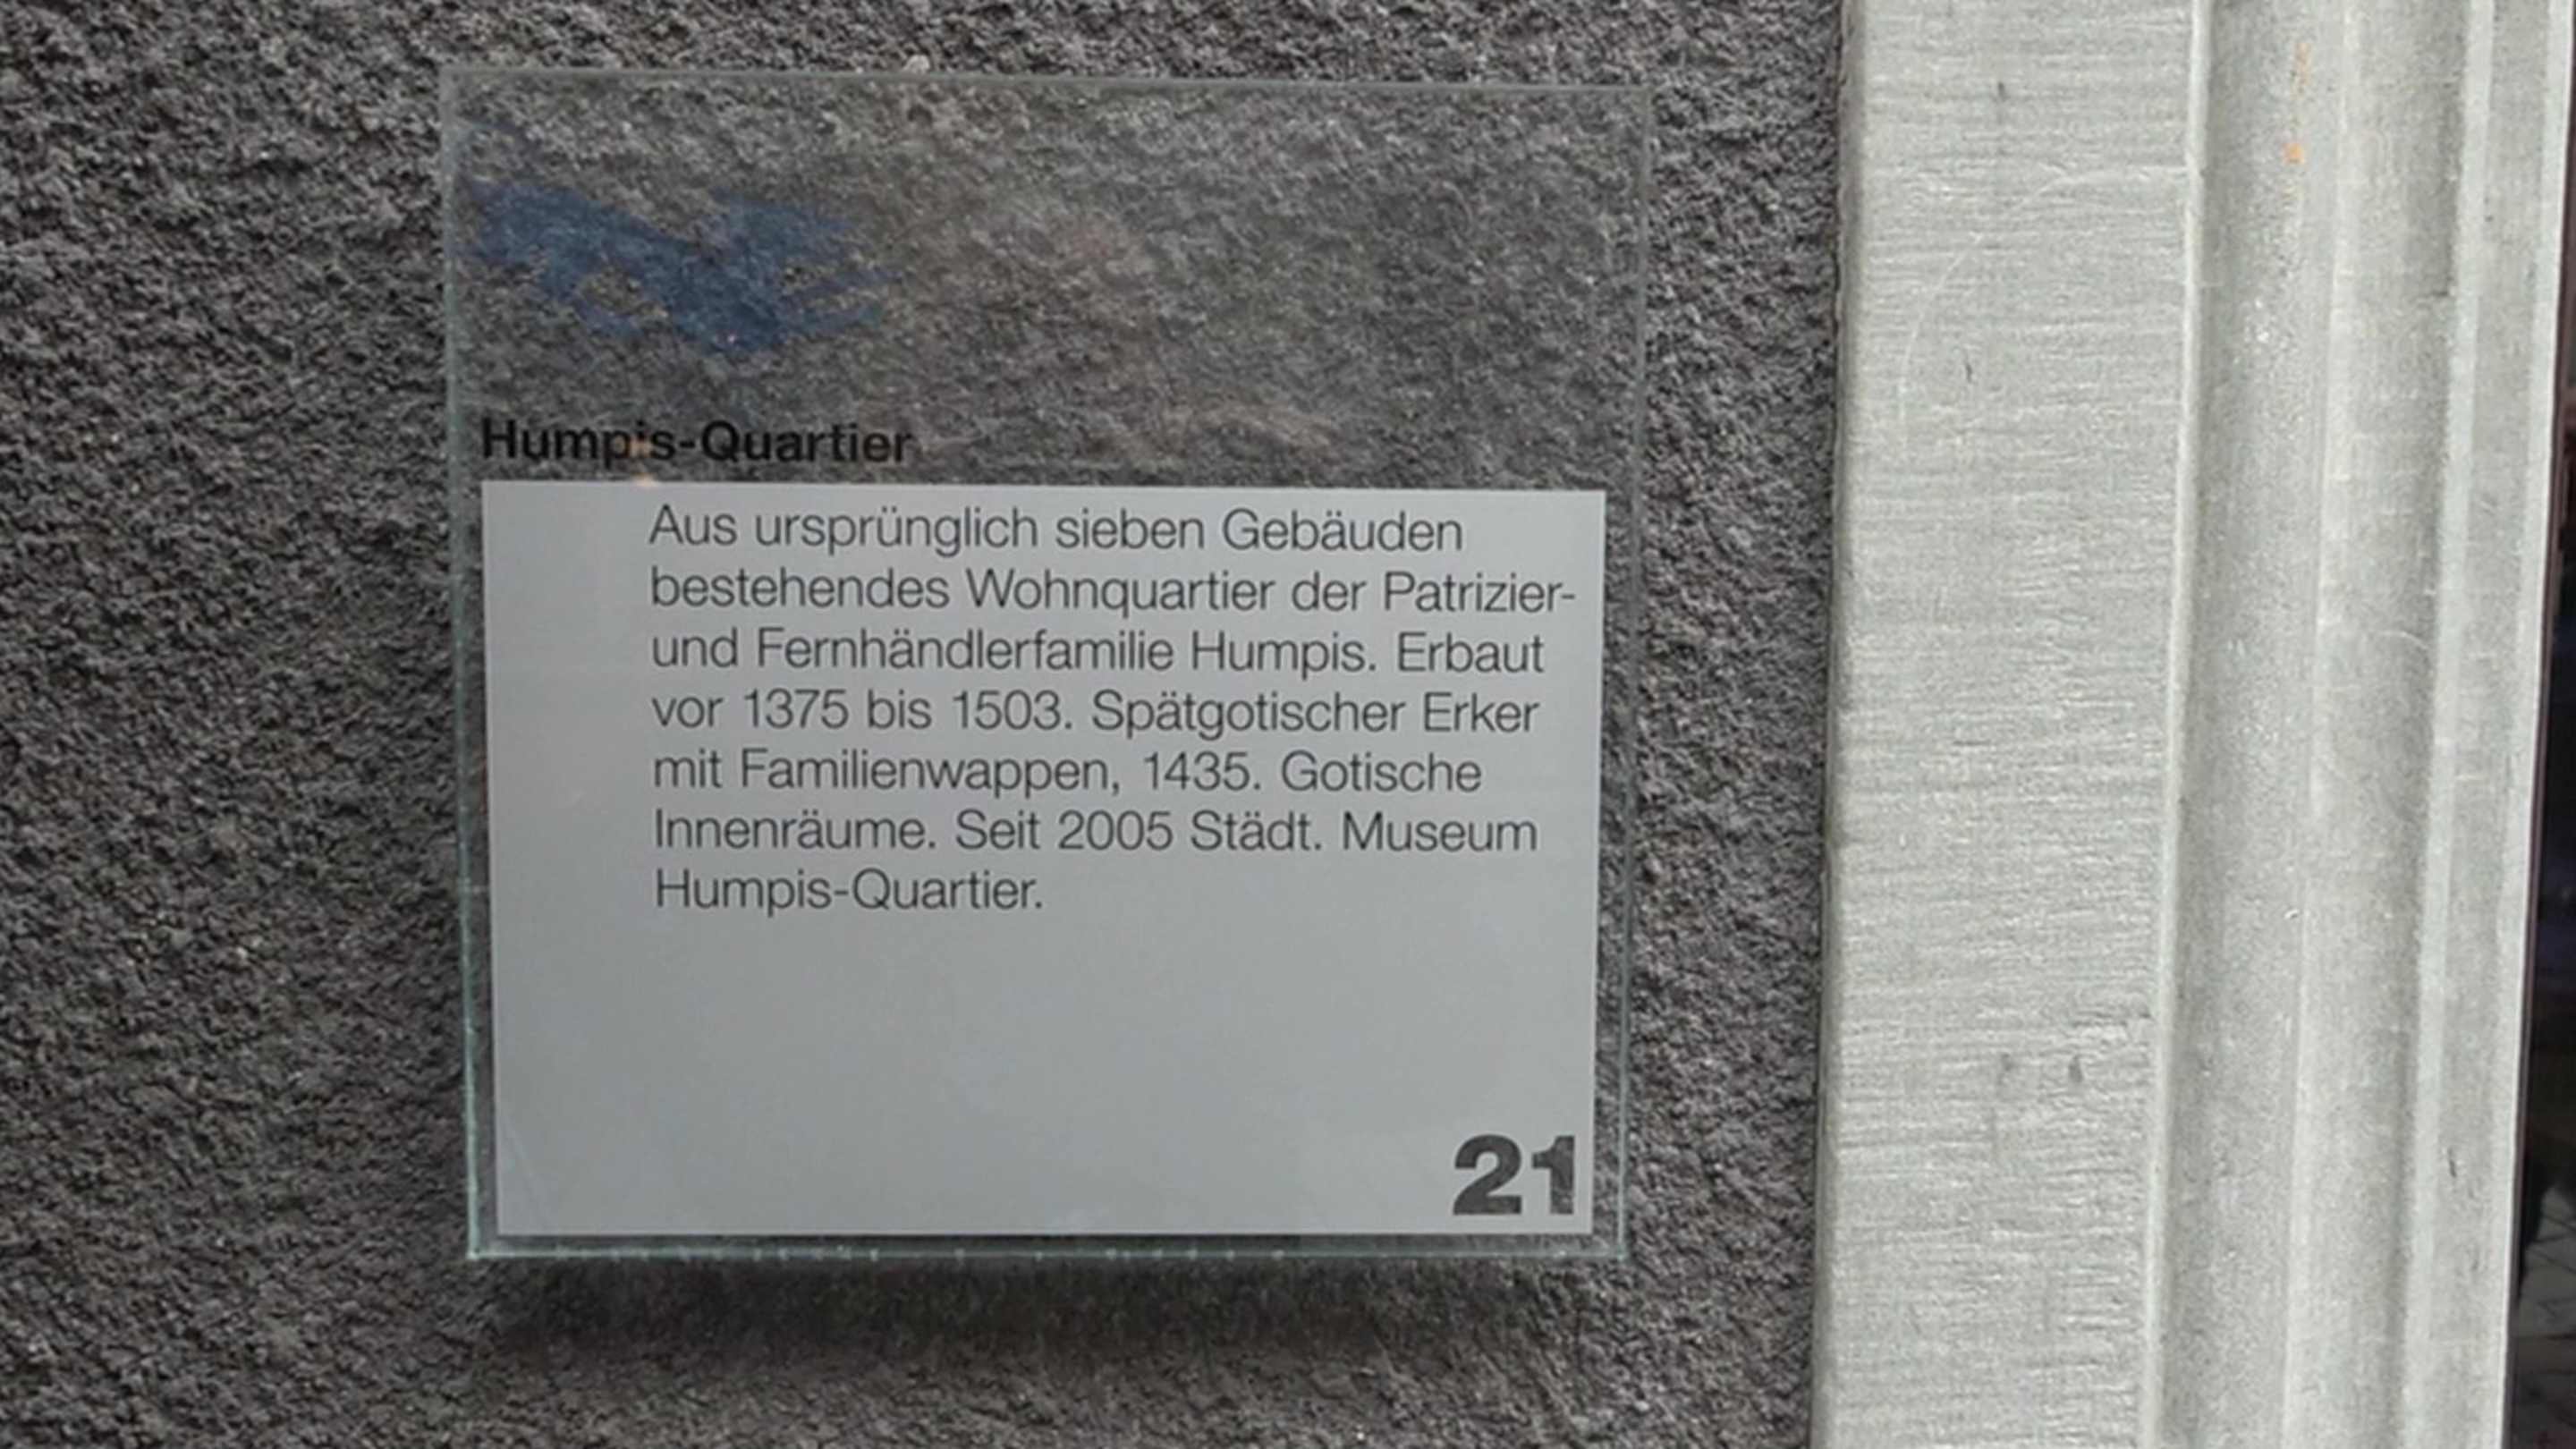 Humpis-Quartier
Aus ursprünglich sieben Gebäuden
bestehendes Wohnquartier der Patrizier-
und Fernhändlerfamilie Humpis. Erbaut
vor 1375 bis 1503. Spätgotischer Erker
mit Familienwappen, 1435. Gotische
Innenräume. Seit 2005 Städt. Museum
Humpis-Quartier.
21